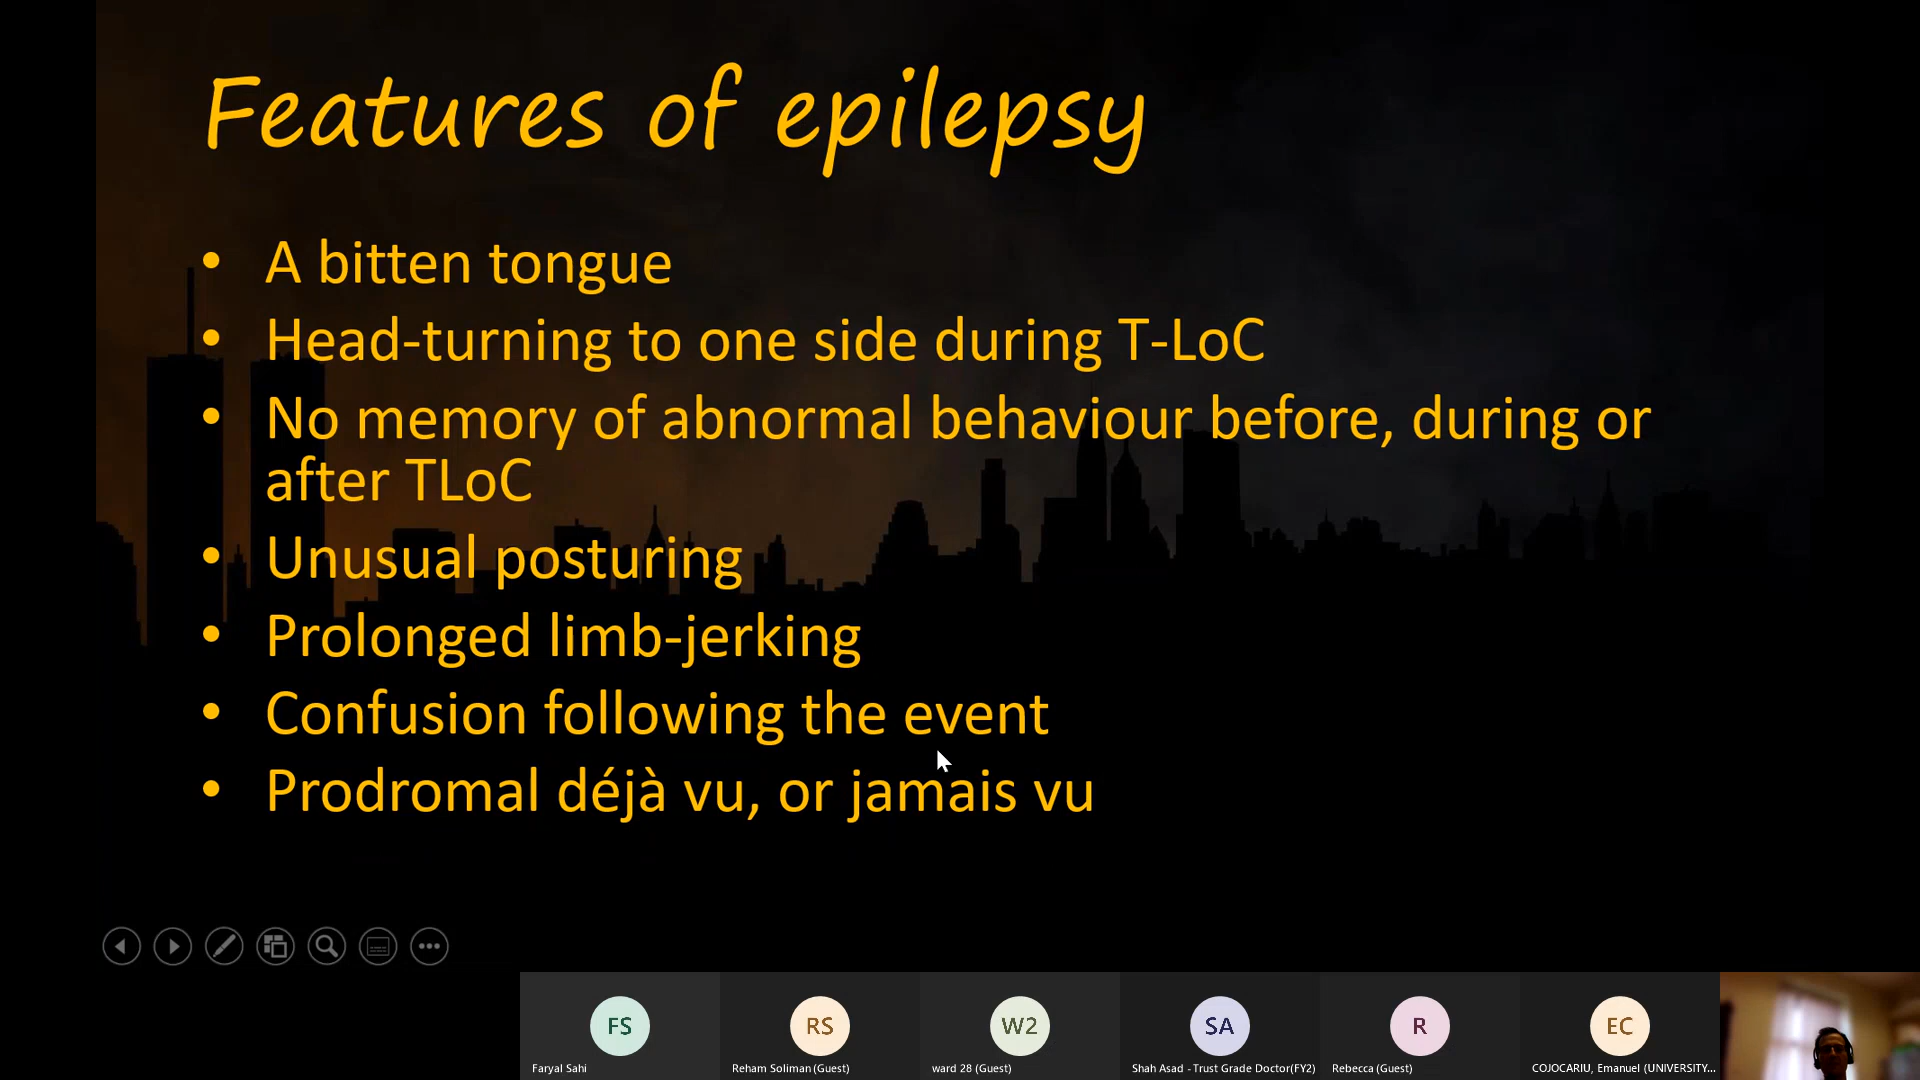 Features of epilepsy
• A bitten tongue
• Head-turning to one side during T-LoC
• No memory of abnormal behaviour before, during or
after TLoC
• Unusual posturing
• Prolonged limb-jerking
• Confusion following the event
• Prodromal déjà vu, or jamais vu
FS
RS
W2
SA
R
EC
Faryal Sahi
Reham Soliman (Guest)
ward 28 (Guest)
Shah Asad - Trust Grade Doctor(FY2)
Rebecca (Guest)
COJOCARIU, Emanuel (UNIVERSITY...